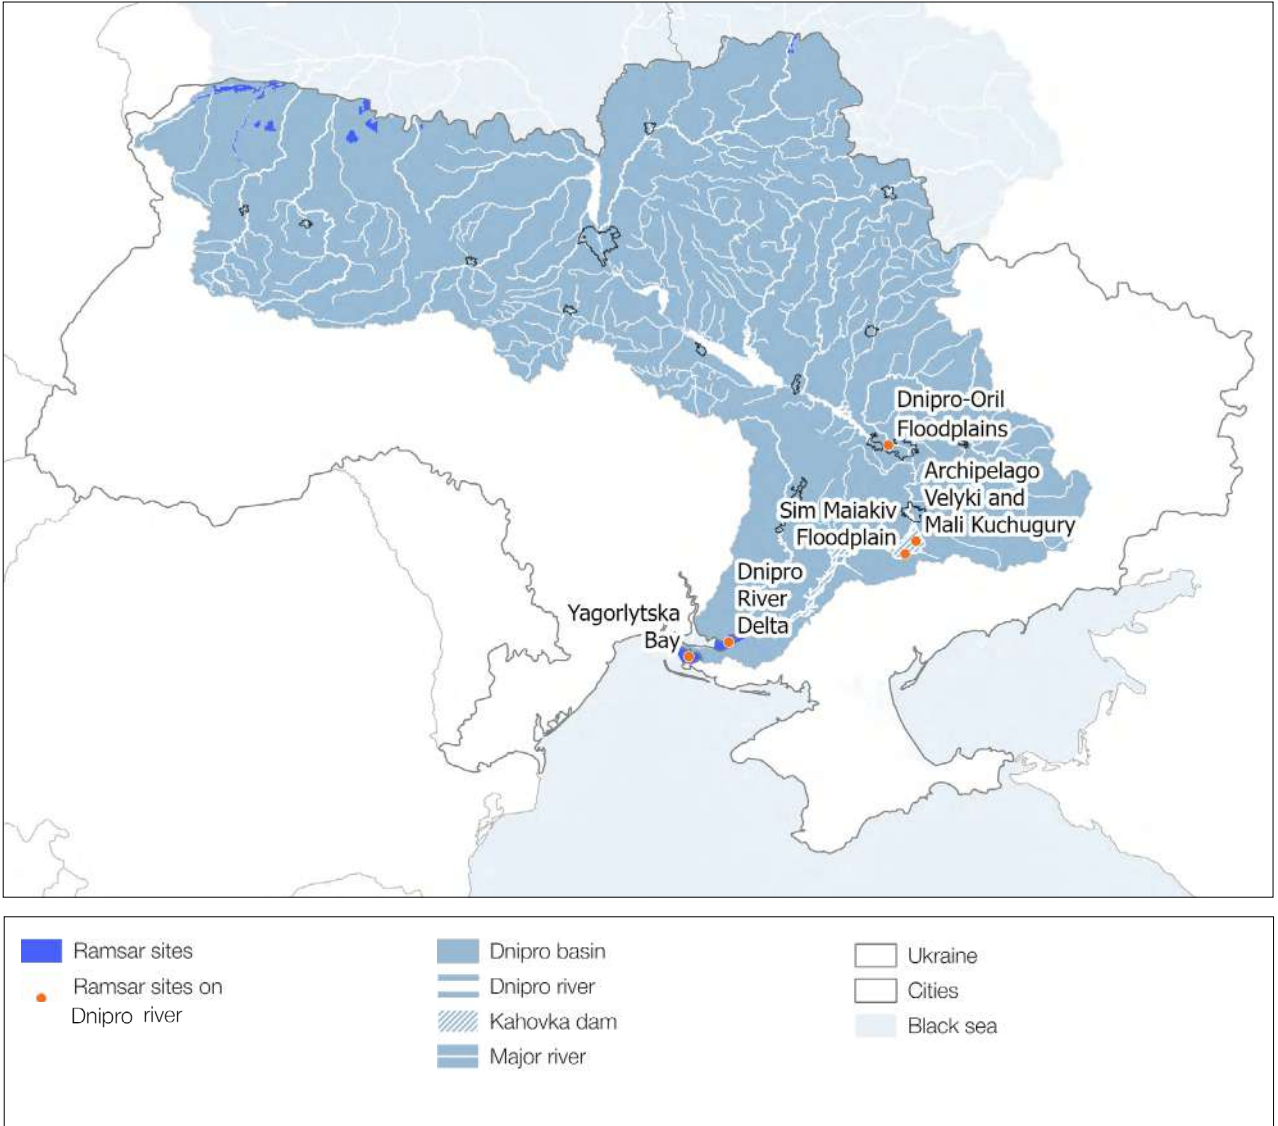 Dnipro-Oril
Floodplains
Archipelago
Velyki and
Mali Kuchugury
Sim Maiakiv
Floodplain
Dnipro
River
Delta
Yagorlytska
Bay
Ramsar sites
Ramsar sites on
Dnipro river
Dnipro basin
Dnipro river
Kahovka dam
Major river
Ukraine
Cities
Black sea